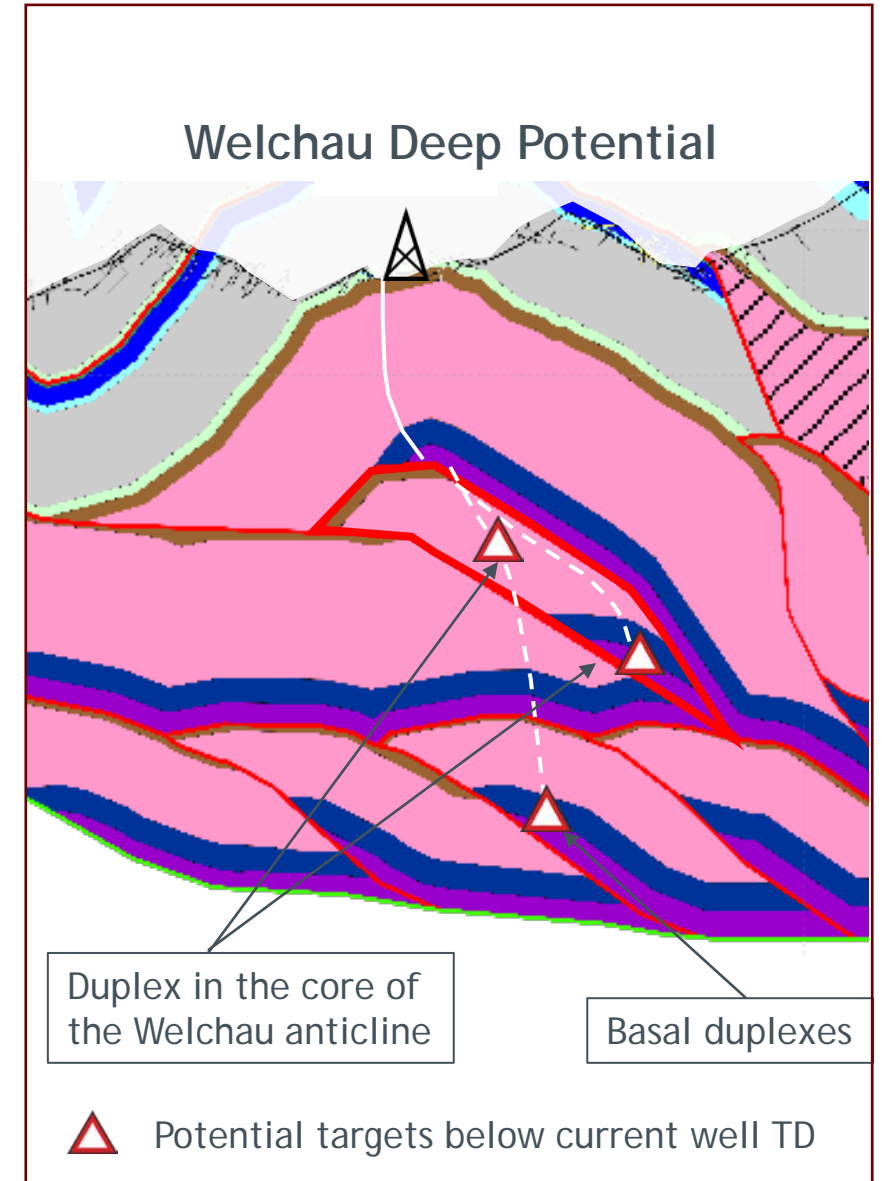 Welchau Deep Potential
Duplex in the core of
the Welchau anticline
Basal duplexes
Potential targets below current well TD